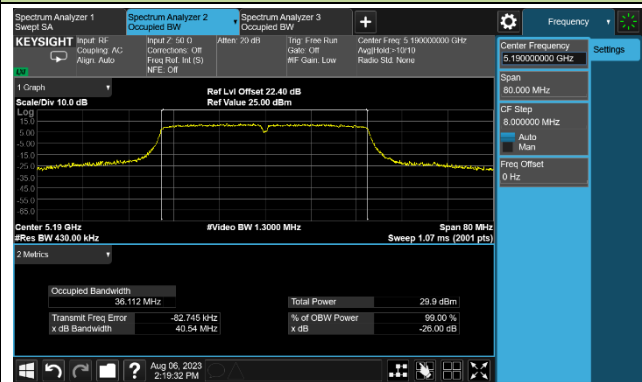 Spectrum Analyzer 1
Swept SA
Spectrum Analyzer 2
Occupied BW
Spectrum Analyzer 3
Occupied BW
Frequency
KEYSIGHT
Input: RF
Coupling: AC
Align: Auto
Input Z: 50 Ω
Corrections: Off
Freq Ref: Int (S)
NFE: Off
Atten: 20 dB
Trig: Free Run
Gate: Off
#IF Gain: Low
Center Freq: 5.190000000 GHz
Avg|Hold:>10/10
Radio Std: None
LXI
1 Graph
Scale/Div 10.0 dB
Ref Lvl Offset 22.40 dB
Ref Value 25.00 dBm
Log
15.0
5.00
-5.00
-15.0
-25.0
-35.0
-45.0
-55.0
-65.0
Center 5.19 GHz
#Res BW 430.00 kHz
#Video BW 1.3000 MHz
Span 80 MHz
Sweep 1.07 ms (2001 pts)
2 Metrics
Occupied Bandwidth
36.112 MHz
Total Power 29.9 dBm
Transmit Freq Error -82.745 kHz
% of OBW Power 99.00 %
x dB Bandwidth 40.54 MHz
x dB -26.00 dB
Center Frequency
5.190000000 GHz
Settings
Span
80.000 MHz
CF Step
8.000000 MHz
Auto
Man
Freq Offset
0 Hz
?
Aug 06, 2023
2:19:32 PM